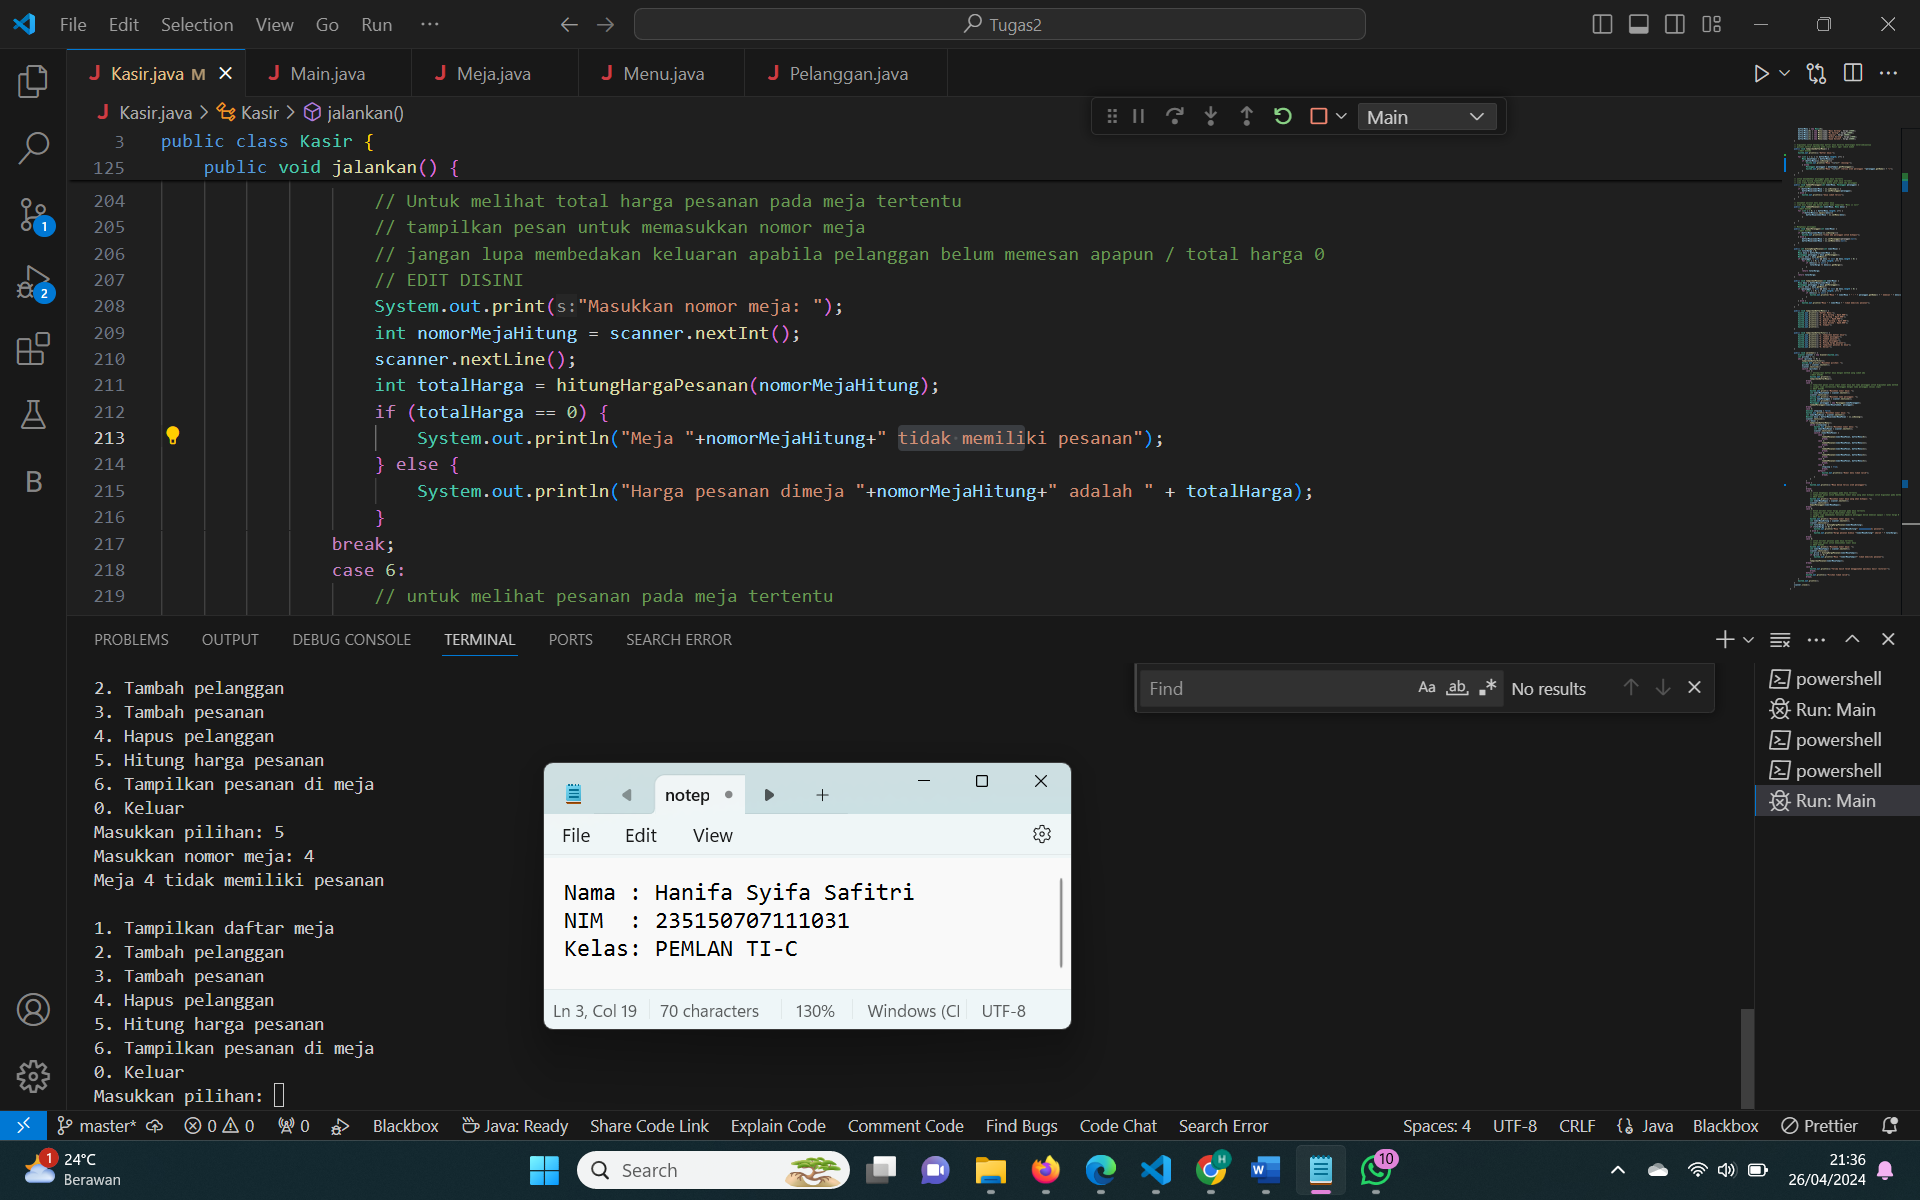 File Edit Selection View Go Run ···
Tugas2
J Kasir.java M
J Main.java
J Meja.java
J Menu.java
J Pelanggan.java
J Kasir.java > Kasir > jalankan()
Main
3 public class Kasir {
125 public void jalankan() {
204 // Untuk melihat total harga pesanan pada meja tertentu
205 // tampilkan pesan untuk memasukkan nomor meja
206 // jangan lupa membedakan keluaran apabila pelanggan belum memesan apapun / total harga 0
207 // EDIT DISINI
208 System.out.print(s:"Masukkan nomor meja: ");
209 int nomorMejaHitung = scanner.nextInt();
210 scanner.nextLine();
211 int totalHarga = hitungHargaPesanan(nomorMejaHitung);
212 if (totalHarga == 0) {
213 System.out.println("Meja "+nomorMejaHitung+" tidak·memiliki pesanan");
214 } else {
215 System.out.println("Harga pesanan dimeja "+nomorMejaHitung+" adalah " + totalHarga);
216 }
217 break;
218 case 6:
219 // untuk melihat pesanan pada meja tertentu
1
2
B
PROBLEMS OUTPUT DEBUG CONSOLE TERMINAL PORTS SEARCH ERROR
Find Aa ab .* No results
powershell
Run: Main
powershell
powershell
Run: Main
2. Tambah pelanggan
3. Tambah pesanan
4. Hapus pelanggan
5. Hitung harga pesanan
6. Tampilkan pesanan di meja
0. Keluar
Masukkan pilihan: 5
Masukkan nomor meja: 4
Meja 4 tidak memiliki pesanan
1. Tampilkan daftar meja
2. Tambah pelanggan
3. Tambah pesanan
4. Hapus pelanggan
5. Hitung harga pesanan
6. Tampilkan pesanan di meja
0. Keluar
Masukkan pilihan:
notep
File Edit View
Nama : Hanifa Syifa Safitri
NIM  : 235150707111031
Kelas: PEMLAN TI-C
Ln 3, Col 19 70 characters 130% Windows (Cl UTF-8
master* 0 0 0 Blackbox Java: Ready Share Code Link Explain Code Comment Code Find Bugs Code Chat Search Error Spaces: 4 UTF-8 CRLF Java Blackbox Prettier
1
24°C
Berawan
Search
H
10
21:36
26/04/2024